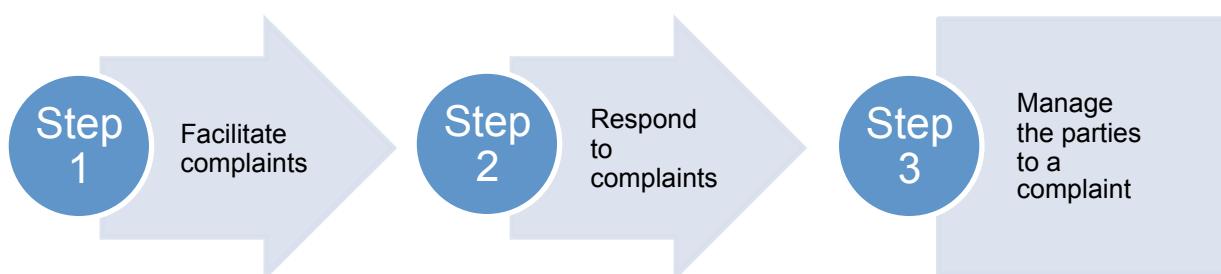 Step
1
Facilitate
complaints
Step
2
Respond
to
complaints
Step
3
Manage
the parties
to a
complaint